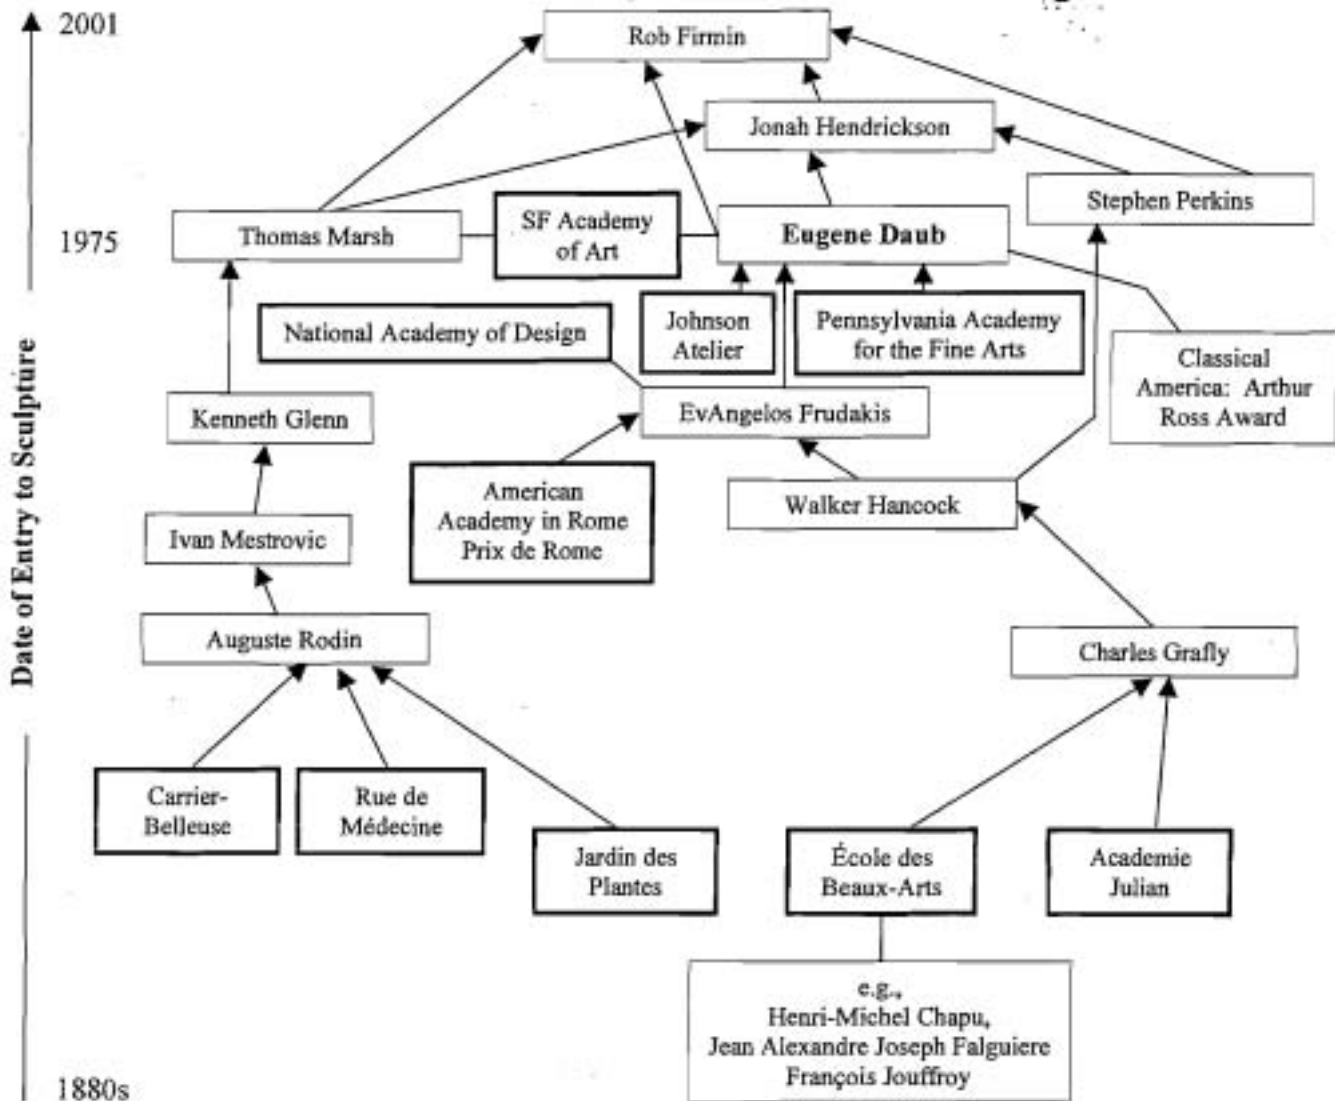 2001
Rob Firmin
Jonah Hendrickson
Stephen Perkins
1975
Thomas Marsh
SF Academy
of Art
Eugene Daub
National Academy of Design
Johnson
Atelier
Pennsylvania Academy
for the Fine Arts
Classical
America: Arthur
Ross Award
Date of Entry to Sculpture
Kenneth Glenn
EvAngelos Frudakis
American
Academy in Rome
Prix de Rome
Walker Hancock
Ivan Mestrovic
Auguste Rodin
Charles Grafly
Carrier-
Belleuse
Rue de
Médecine
Jardin des
Plantes
École des
Beaux-Arts
Academie
Julian
e.g.,
Henri-Michel Chapu,
Jean Alexandre Joseph Falguiere
François Jouffroy
1880s